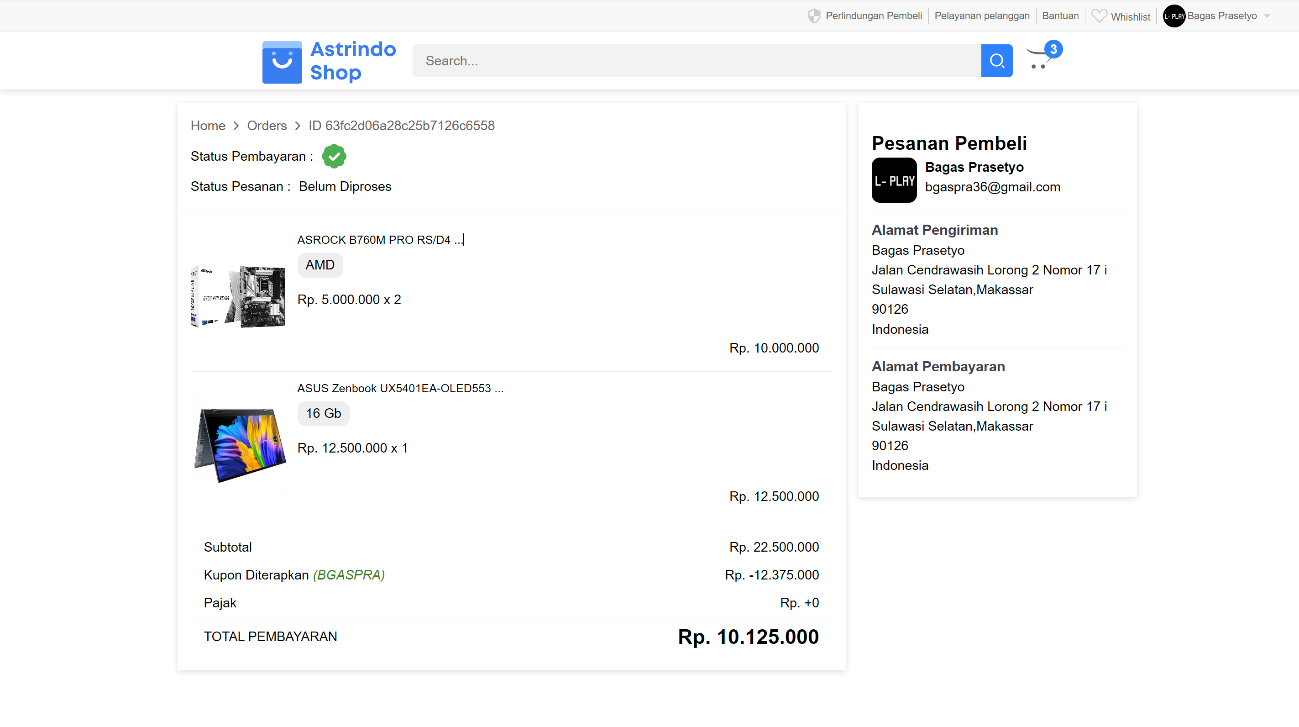 Perlindungan Pembeli
Pelayanan pelanggan
Bantuan
Whishlist
L- PLAY
Bagas Prasetyo
Astrindo
Shop
Search...
3
Home > Orders > ID 63fc2d06a28c25b7126c6558
Status Pembayaran :
Status Pesanan : Belum Diproses
ASROCK B760M PRO RS/D4 ...
AMD
Rp. 5.000.000 x 2
Rp. 10.000.000
ASUS Zenbook UX5401EA-OLED553 ...
16 Gb
Rp. 12.500.000 x 1
Rp. 12.500.000
Subtotal Rp. 22.500.000
Kupon Diterapkan (BGASPRA) Rp. -12.375.000
Pajak Rp. +0
TOTAL PEMBAYARAN Rp. 10.125.000
Pesanan Pembeli
L- PLAY
Bagas Prasetyo
bgaspra36@gmail.com
Alamat Pengiriman
Bagas Prasetyo
Jalan Cendrawasih Lorong 2 Nomor 17 i
Sulawasi Selatan,Makassar
90126
Indonesia
Alamat Pembayaran
Bagas Prasetyo
Jalan Cendrawasih Lorong 2 Nomor 17 i
Sulawasi Selatan,Makassar
90126
Indonesia